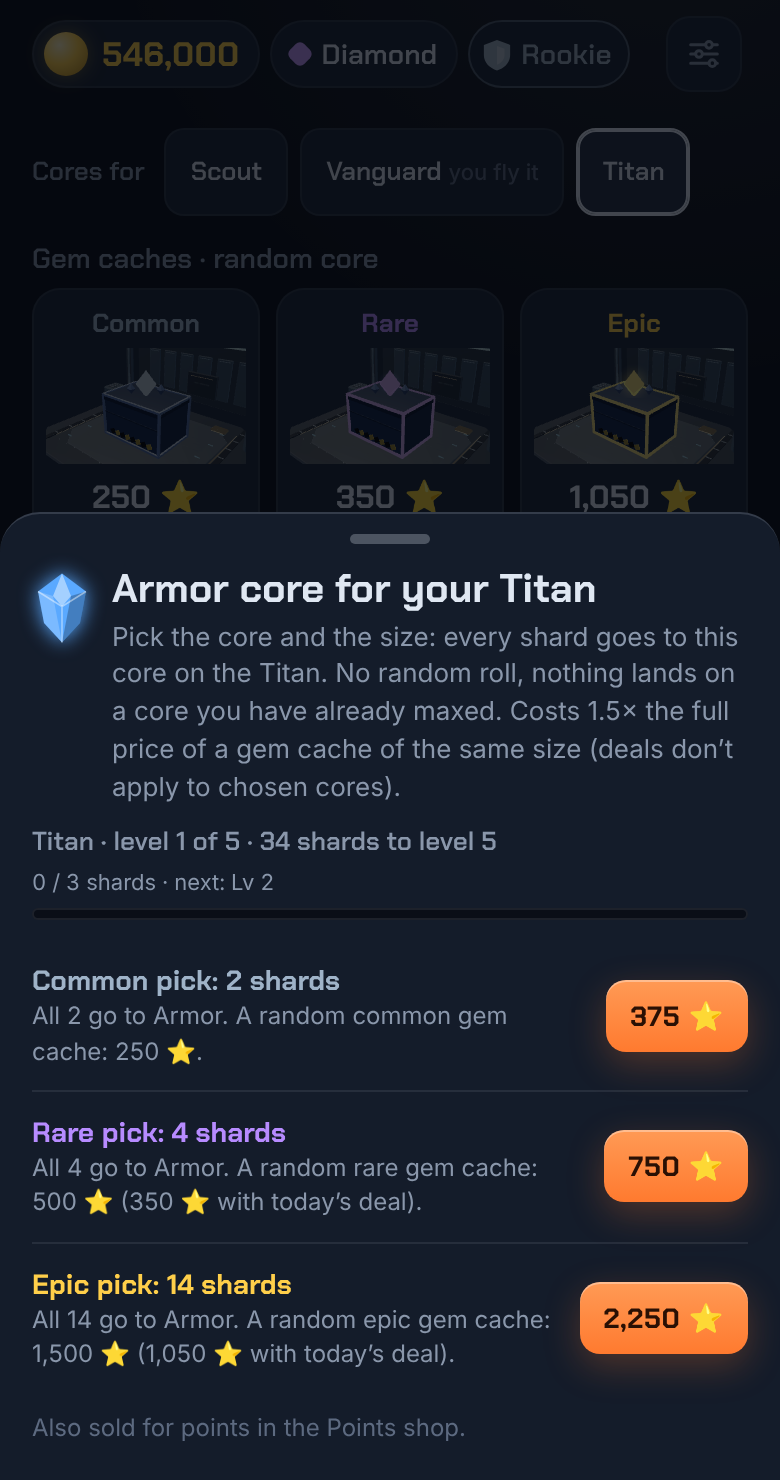 546,000
Diamond
Rookie
Cores for
Scout
Vanguard you fly it
Titan
Gem caches · random core
Common
Rare
Epic
250 ⭐
350 ⭐
1,050 ⭐
Armor core for your Titan
Pick the core and the size: every shard goes to this
core on the Titan. No random roll, nothing lands on
a core you have already maxed. Costs 1.5× the full
price of a gem cache of the same size (deals don’t
apply to chosen cores).
Titan · level 1 of 5 · 34 shards to level 5
0 / 3 shards · next: Lv 2
Common pick: 2 shards
All 2 go to Armor. A random common gem
cache: 250 ⭐.
375 ⭐
Rare pick: 4 shards
All 4 go to Armor. A random rare gem cache:
500 ⭐ (350 ⭐ with today’s deal).
750 ⭐
Epic pick: 14 shards
All 14 go to Armor. A random epic gem cache:
1,500 ⭐ (1,050 ⭐ with today’s deal).
2,250 ⭐
Also sold for points in the Points shop.